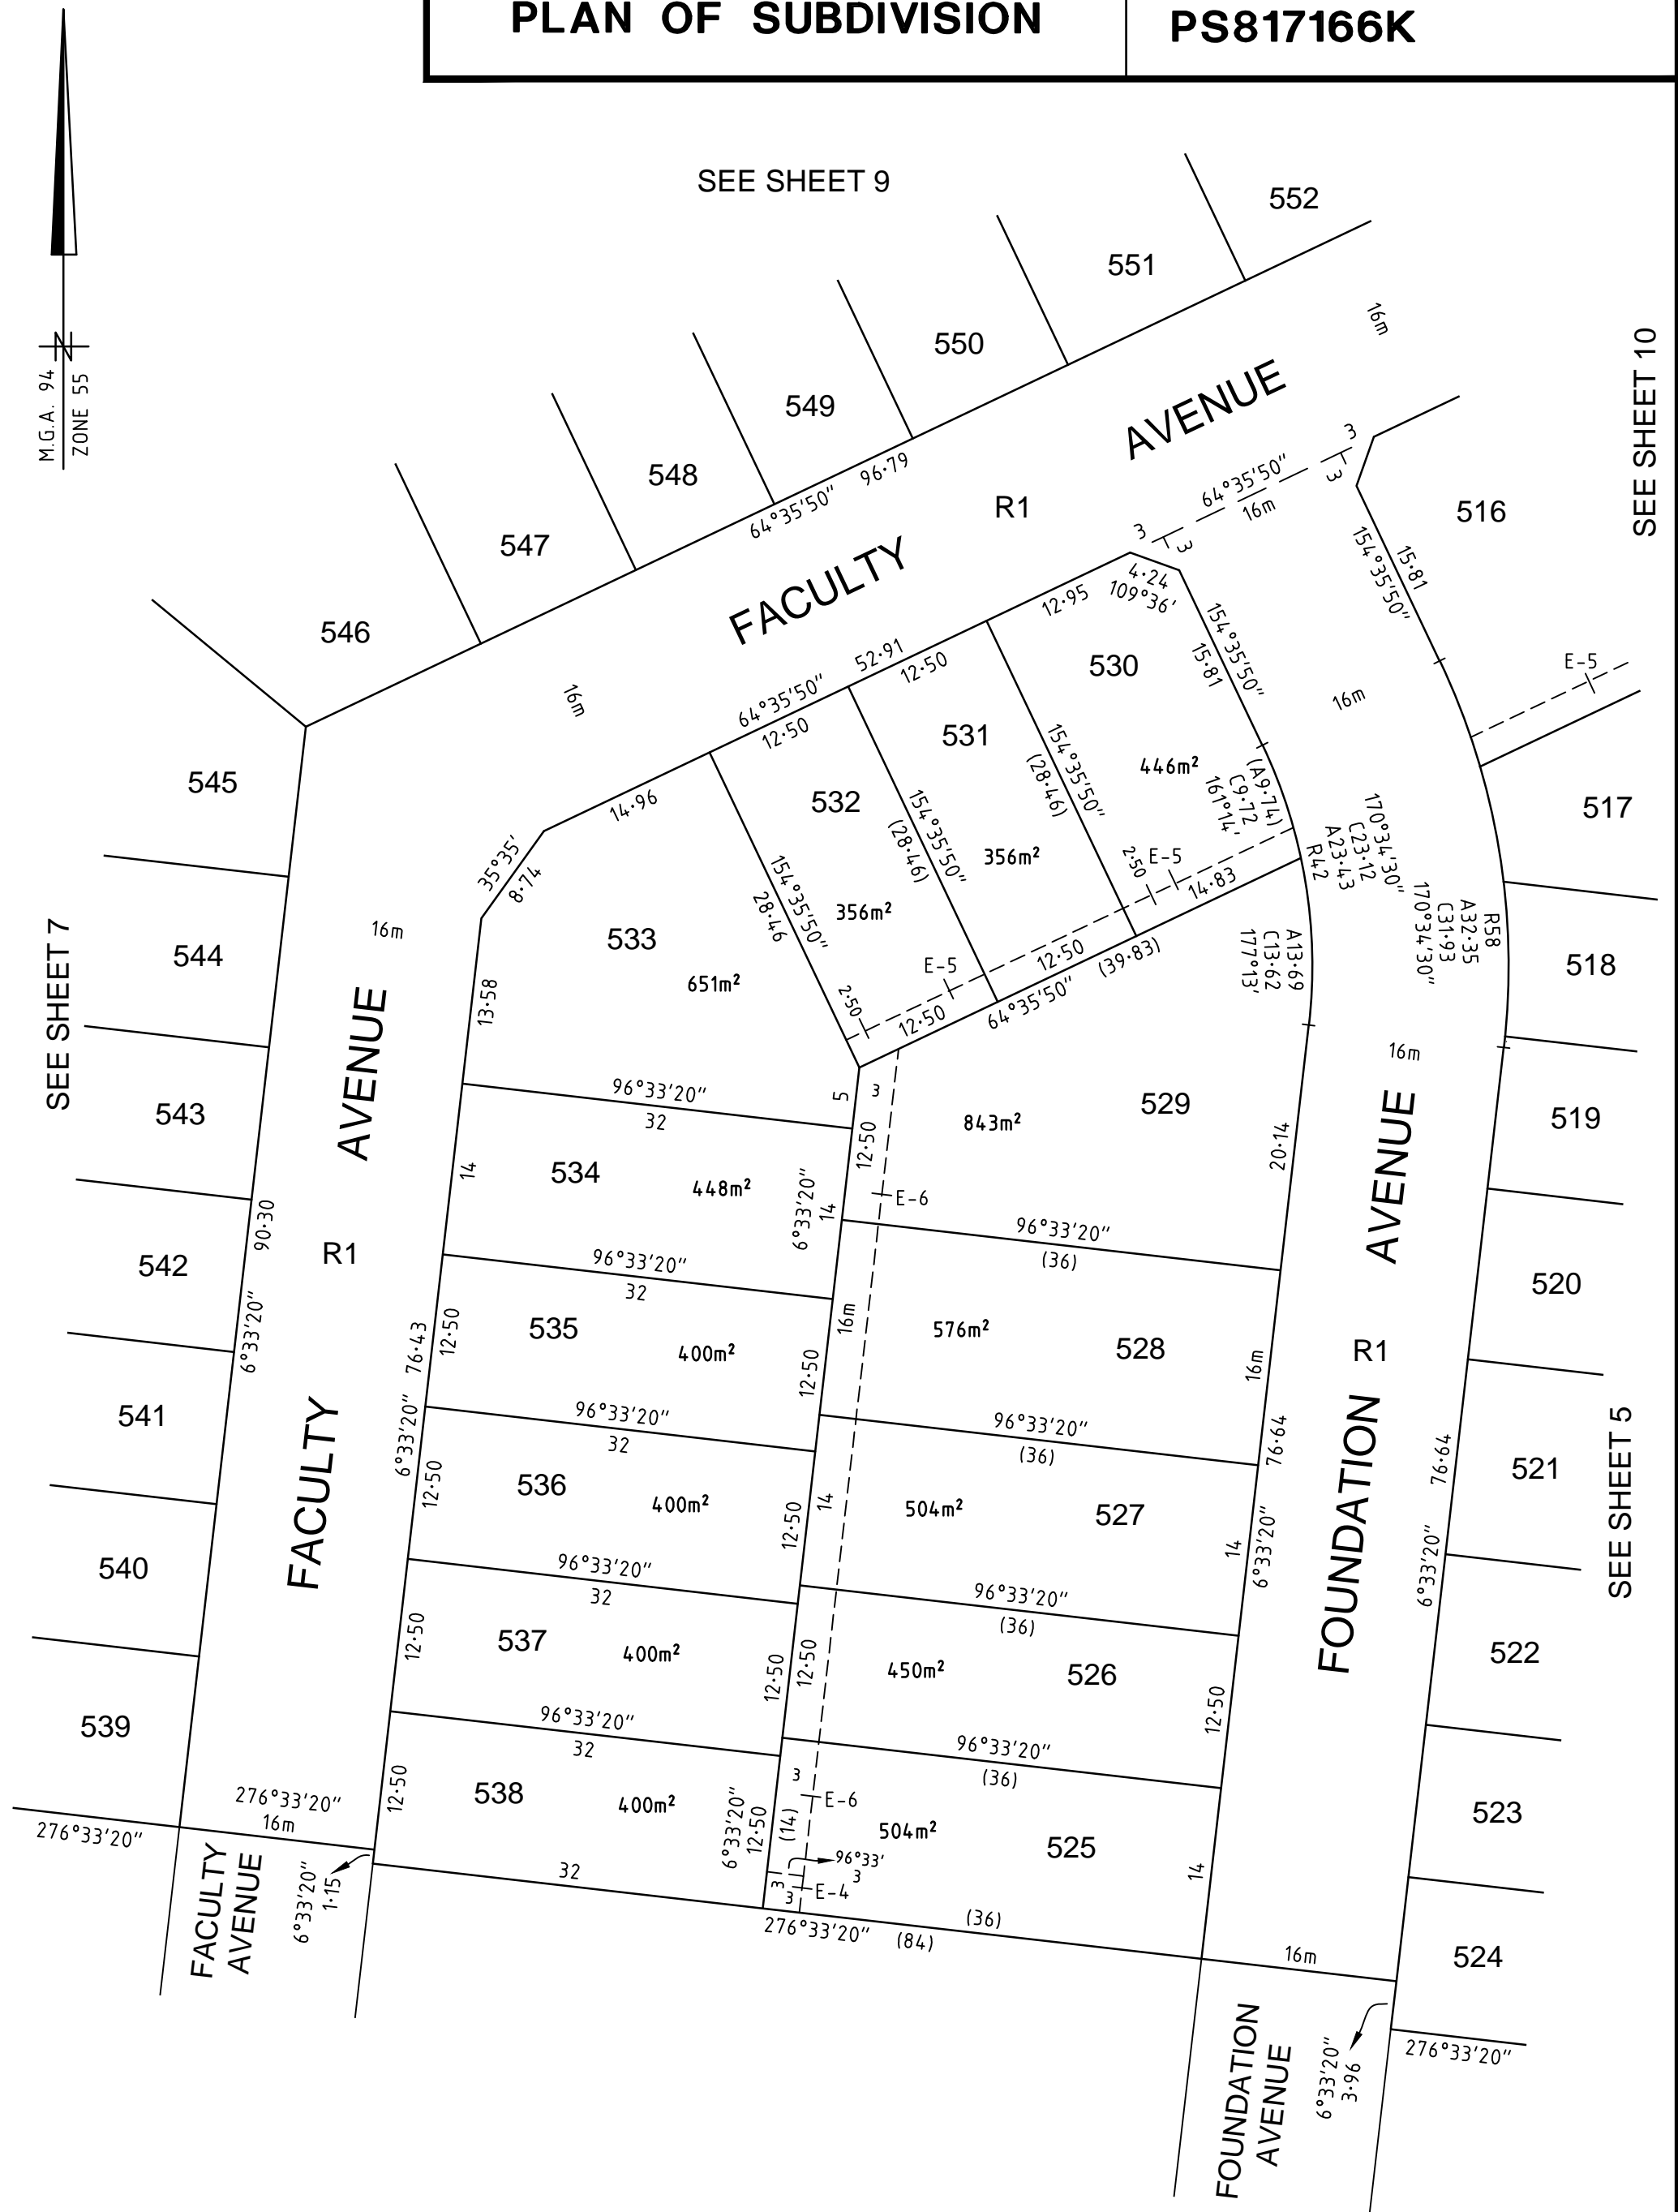 PLAN OF SUBDIVISION
PS817166K
M.G.A. 94
ZONE 55
N
SEE SHEET 9
SEE SHEET 10
SEE SHEET 7
SEE SHEET 5
552
551
550
549
548
547
546
545
544
543
542
541
540
539
64°35'50" 96·79
FACULTY AVENUE
R1
16m
16m
3
3
64°35'50"
16m
3
3
516
15·81
154°35'50"
E-5
517
518
519
520
521
522
523
524
530
446m²
12·95
4·24
109°36'
154°35'50"
15·81
(A9·74)
C9·72
161°14'
16m
531
356m²
12·50
52·91
154°35'50"
(28·46)
2·50
E-5
14·83
532
356m²
64°35'50"
12·50
154°35'50"
(28·46)
12·50
(39·83)
E-5
2·50
12·50
64°35'50"
533
651m²
14·96
35°35'
8·74
13·58
154°35'50"
28·46
R42
A23·43
C23·12
170°34'30"
R58
A32·35
C31·93
170°34'30"
A13·69
C13·62
177°13'
16m
16m
FACULTY AVENUE
R1
90·30
6°33'20"
76·43
6°33'20"
96°33'20"
32
5
3
534
448m²
14
6°33'20"
14
12·50
E-6
96°33'20"
32
535
400m²
12·50
12·50
96°33'20"
32
536
400m²
12·50
12·50
96°33'20"
32
537
400m²
12·50
12·50
96°33'20"
32
538
400m²
12·50
6°33'20"
12·50
32
529
843m²
20·14
96°33'20"
(36)
528
576m²
16m
16m
96°33'20"
(36)
527
504m²
14
14
96°33'20"
(36)
526
450m²
12·50
12·50
96°33'20"
(36)
525
504m²
(14)
14
3
E-6
96°33'
3
3
3
E-4
(36)
276°33'20" (84)
76·64
6°33'20"
FOUNDATION AVENUE
R1
76·64
6°33'20"
16m
276°33'20"
16m
276°33'20"
FACULTY
AVENUE
6°33'20"
1·15
FOUNDATION
AVENUE
6°33'20"
3·96
276°33'20"